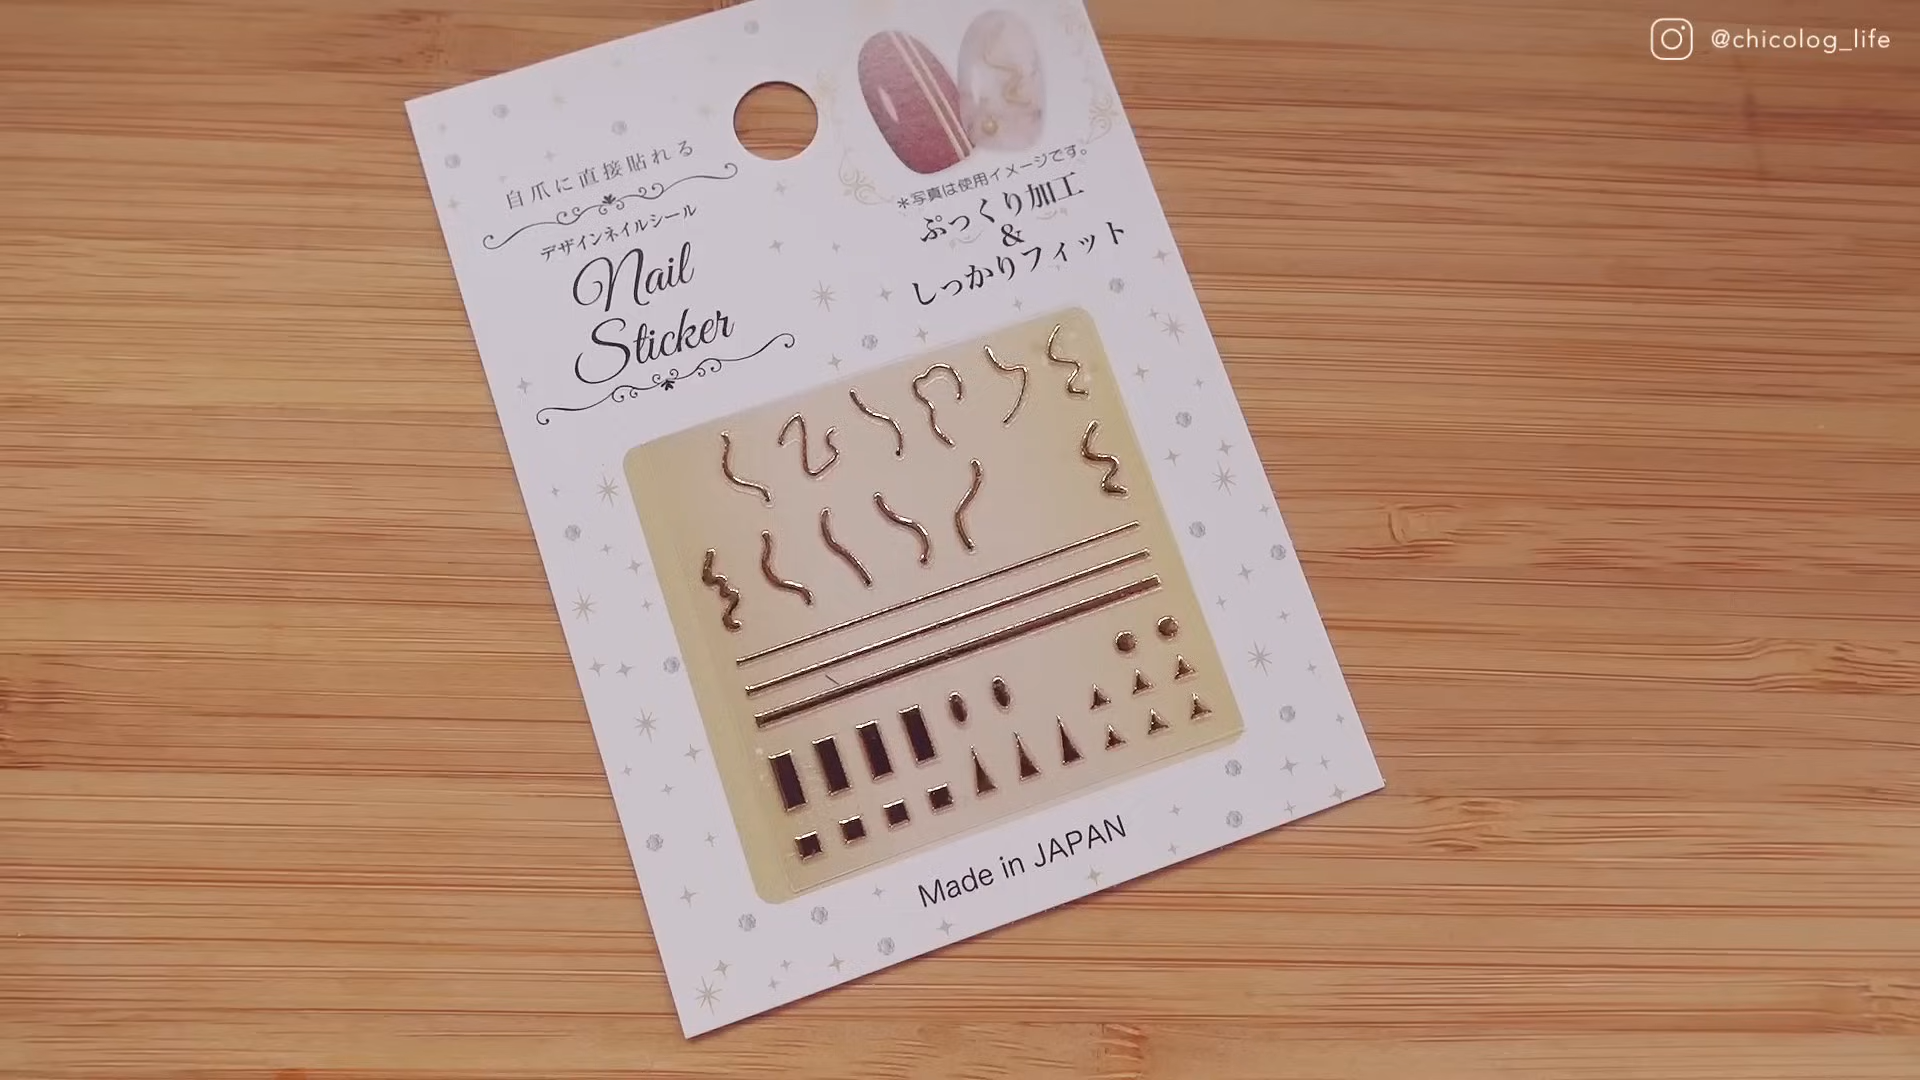 @chicolog_life
自爪に直接貼れる
デザインネイルシール
Nail
Sticker
＊写真は使用イメージです。
ぷっくり加工
&
しっかりフィット
Made in JAPAN